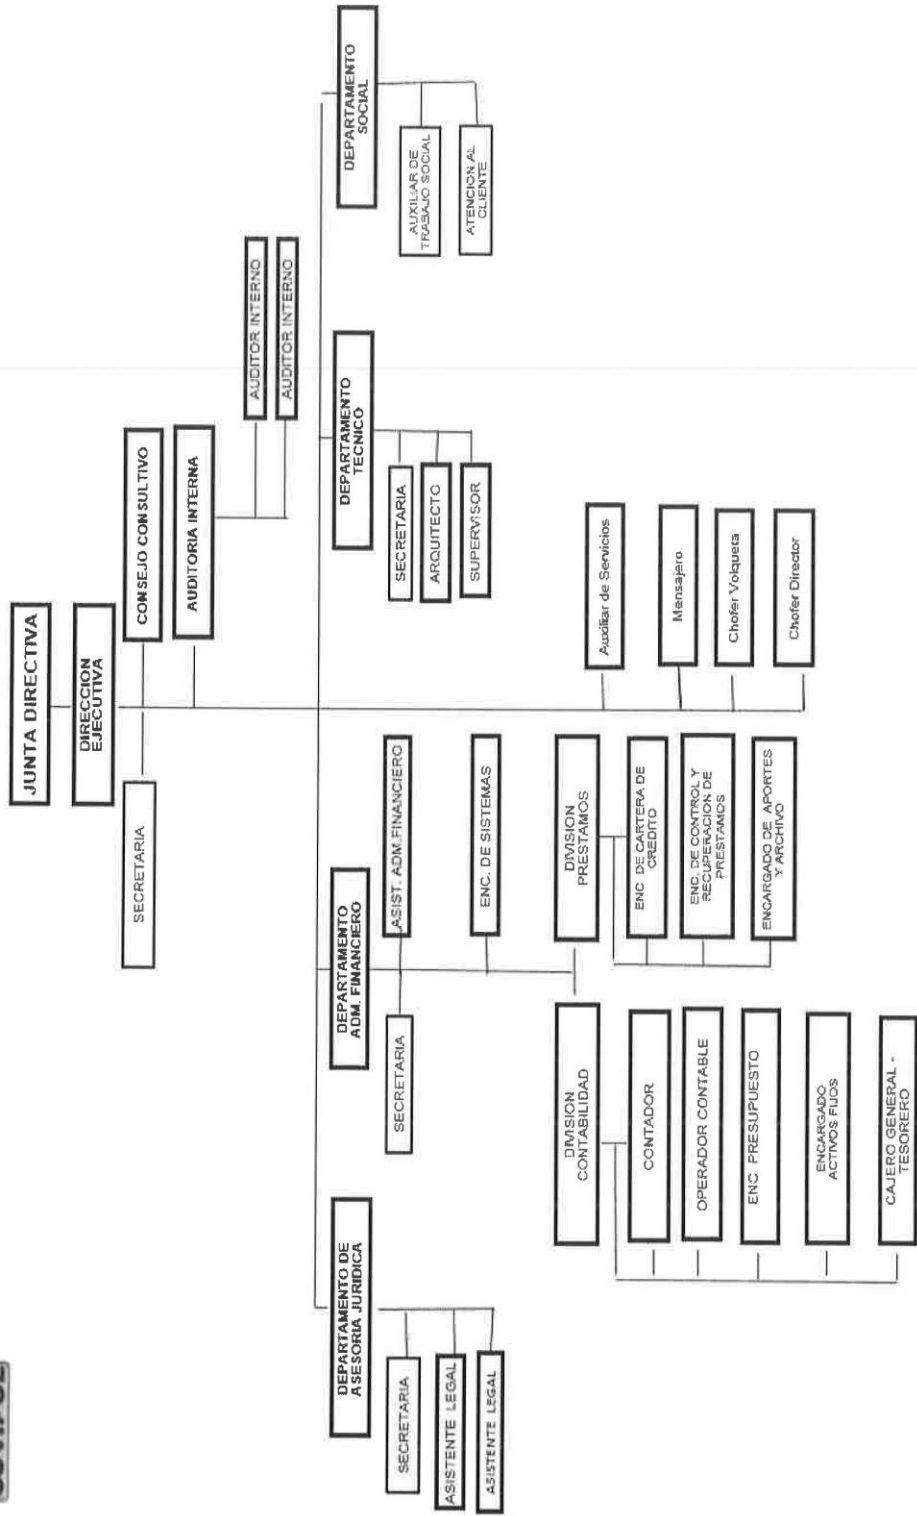 JUNTA DIRECTIVA
DIRECCION
EJECUTIVA
SECRETARIA
CONSEJO CONSULTIVO
AUDITORIA INTERNA
AUDITOR INTERNO
AUDITOR INTERNO
DEPARTAMENTO DE
ASESORIA JURIDICA
SECRETARIA
ASISTENTE LEGAL
ASISTENTE LEGAL
DEPARTAMENTO
ADM. FINANCIERO
SECRETARIA
ASIST. ADM.FINANCIERO
ENC. DE SISTEMAS
DIVISION
CONTABILIDAD
CONTADOR
OPERADOR CONTABLE
ENC. PRESUPUESTO
ENCARGADO
ACTIVOS FIJOS
CAJERO GENERAL -
TESORERO
DIVISION
PRESTAMOS
ENC DE CARTERA DE
CREDITO
ENC. DE CONTROL Y
RECUPERACION DE
PRESTAMOS
ENCARGADO DE APORTES
Y ARCHIVO
DEPARTAMENTO
TECNICO
SECRETARIA
ARQUITECTO
SUPERVISOR
DEPARTAMENTO
SOCIAL
AUXILIAR DE
TRABAJO SOCIAL
ATENCION AL
CLIENTE
Auxiliar de Servicios
Mensajero
Chofer Volqueta
Chofer Director